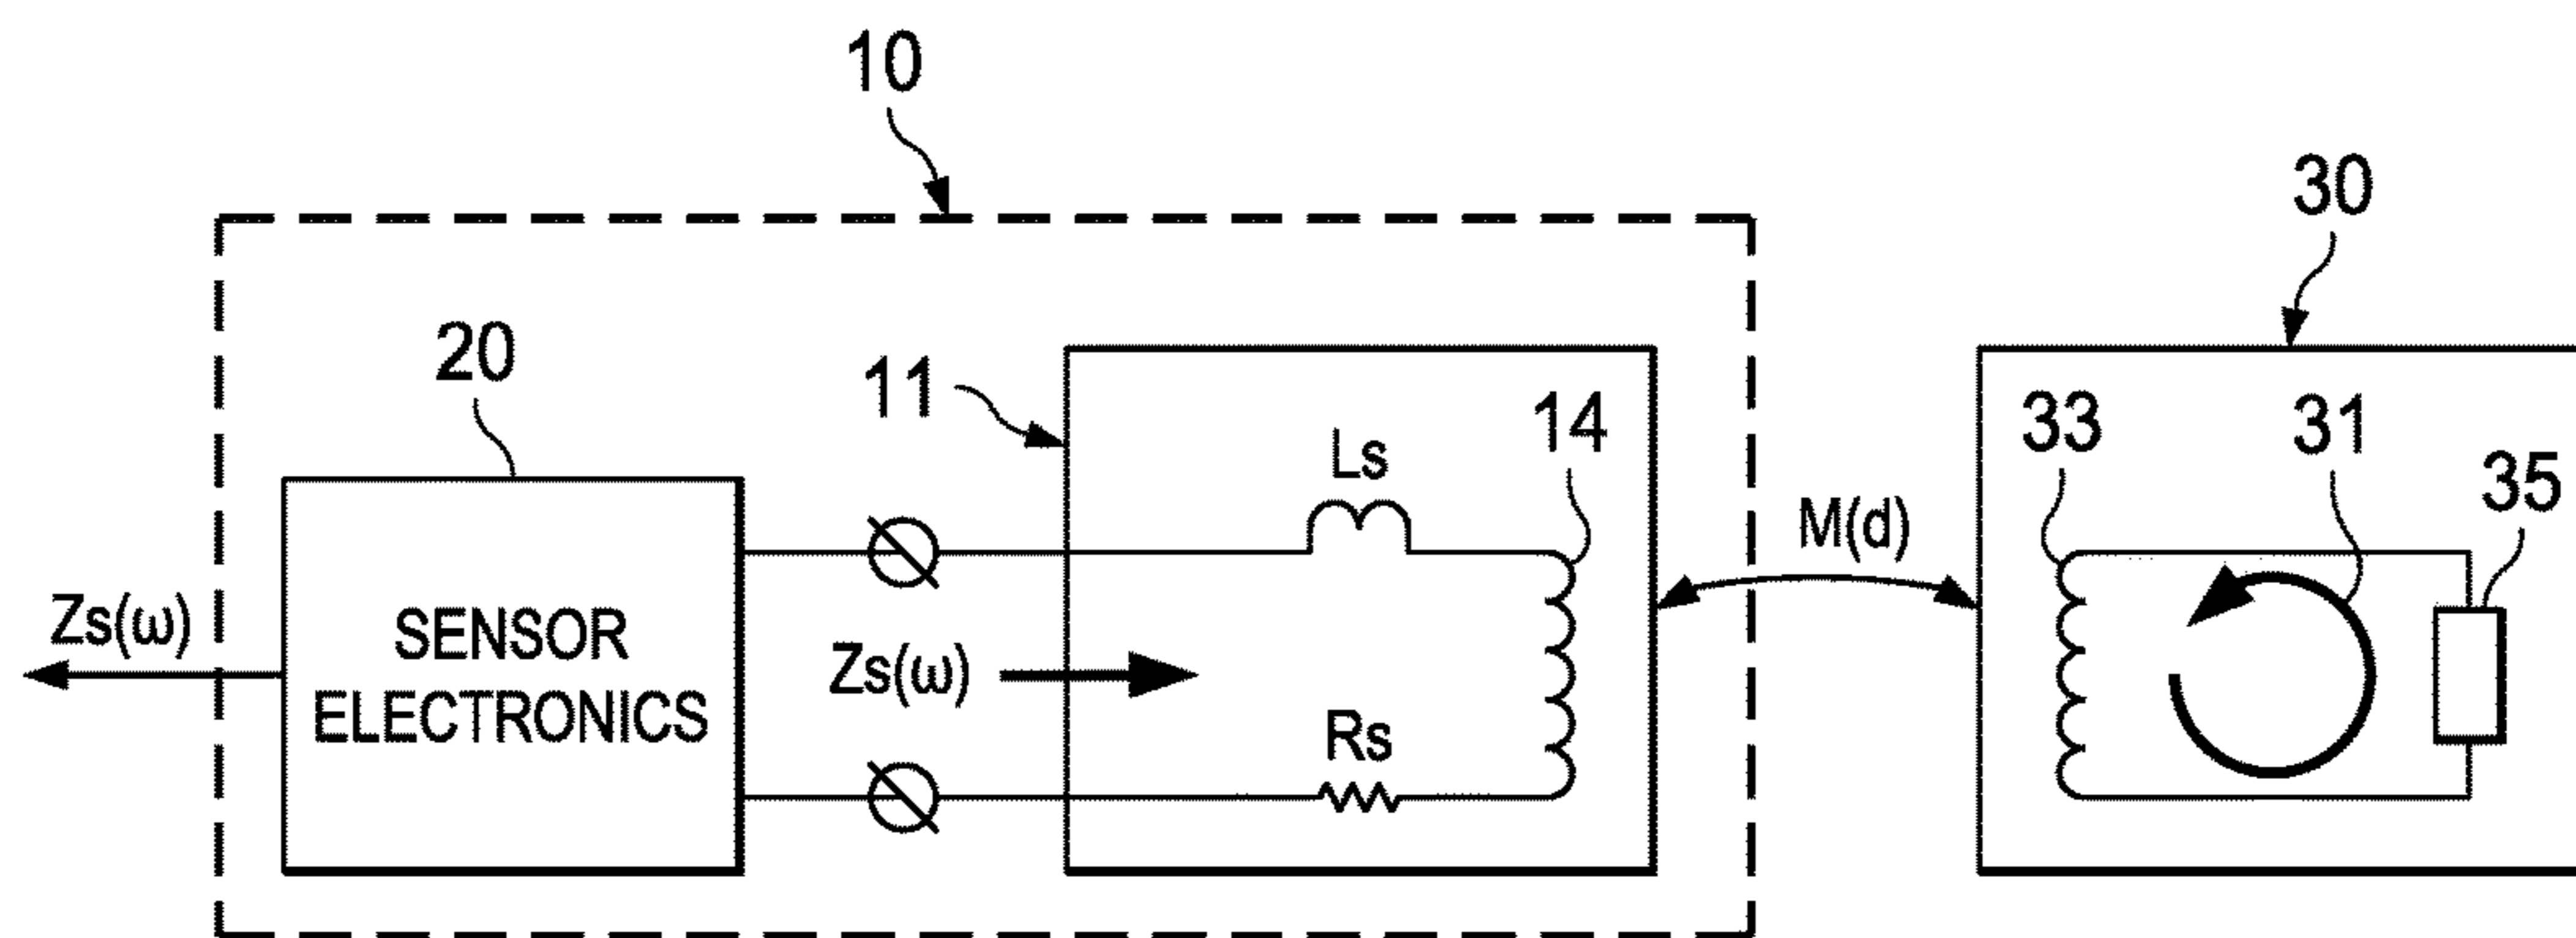 10
30
20
11
14
33
31
35
Ls
M(d)
Zs(ω)
SENSOR
ELECTRONICS
Zs(ω)
Rs